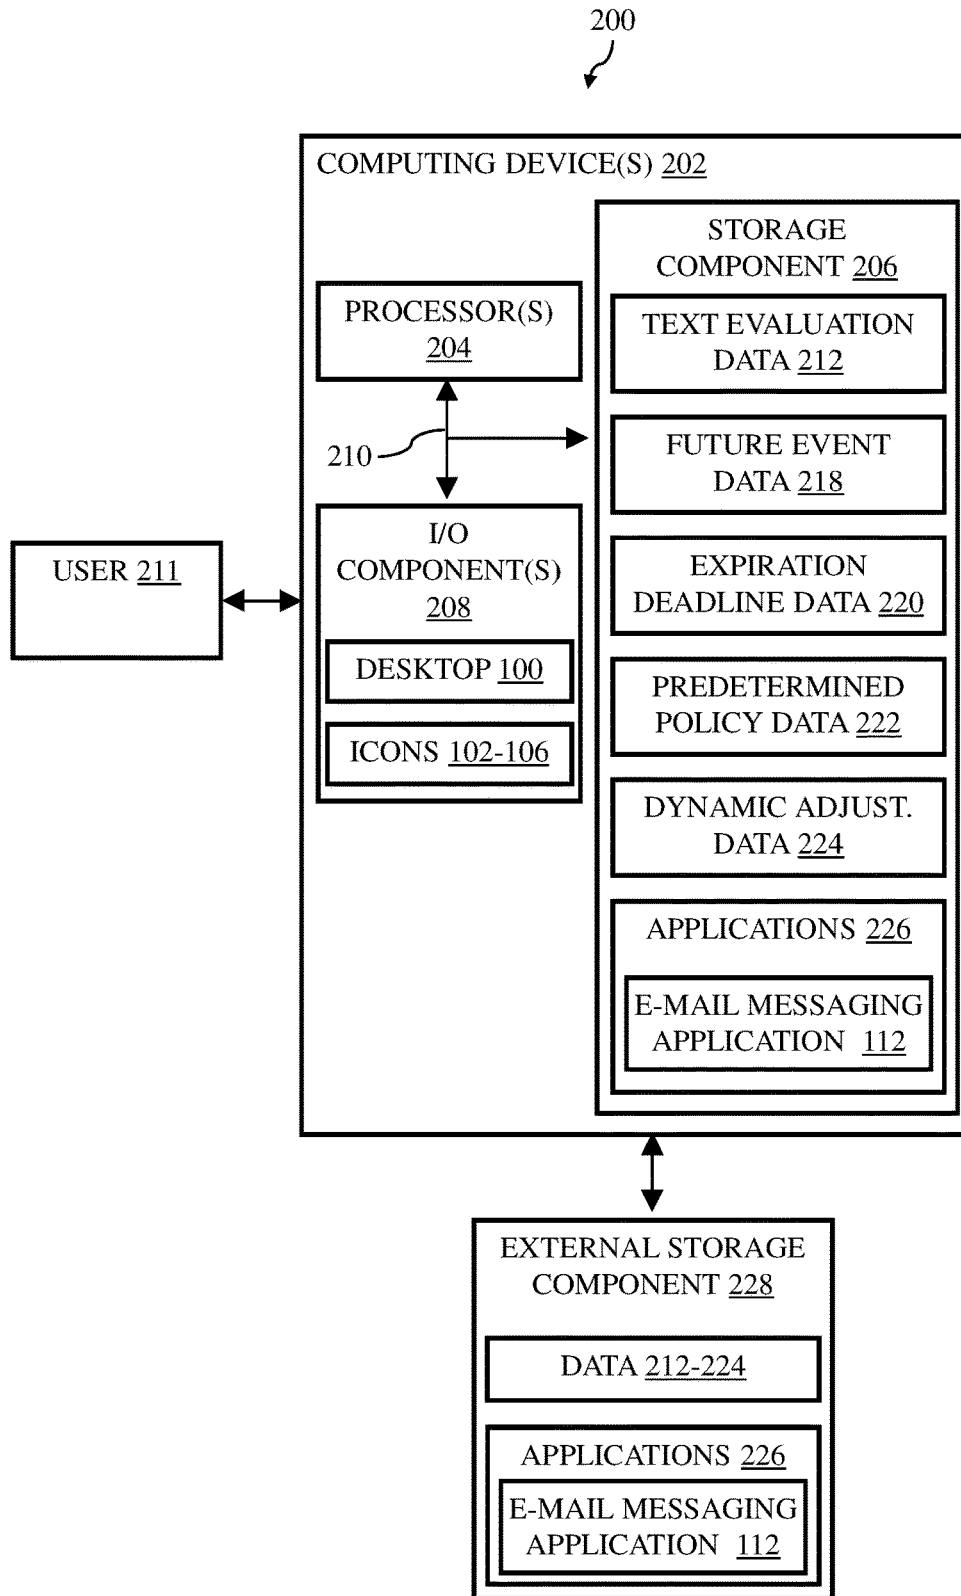 200
COMPUTING DEVICE(S) 202
STORAGE
COMPONENT 206
PROCESSOR(S)
204
TEXT EVALUATION
DATA 212
210
FUTURE EVENT
DATA 218
I/O
COMPONENT(S)
208
USER 211
EXPIRATION
DEADLINE DATA 220
DESKTOP 100
PREDETERMINED
POLICY DATA 222
ICONS 102-106
DYNAMIC ADJUST.
DATA 224
APPLICATIONS 226
E-MAIL MESSAGING
APPLICATION 112
EXTERNAL STORAGE
COMPONENT 228
DATA 212-224
APPLICATIONS 226
E-MAIL MESSAGING
APPLICATION 112